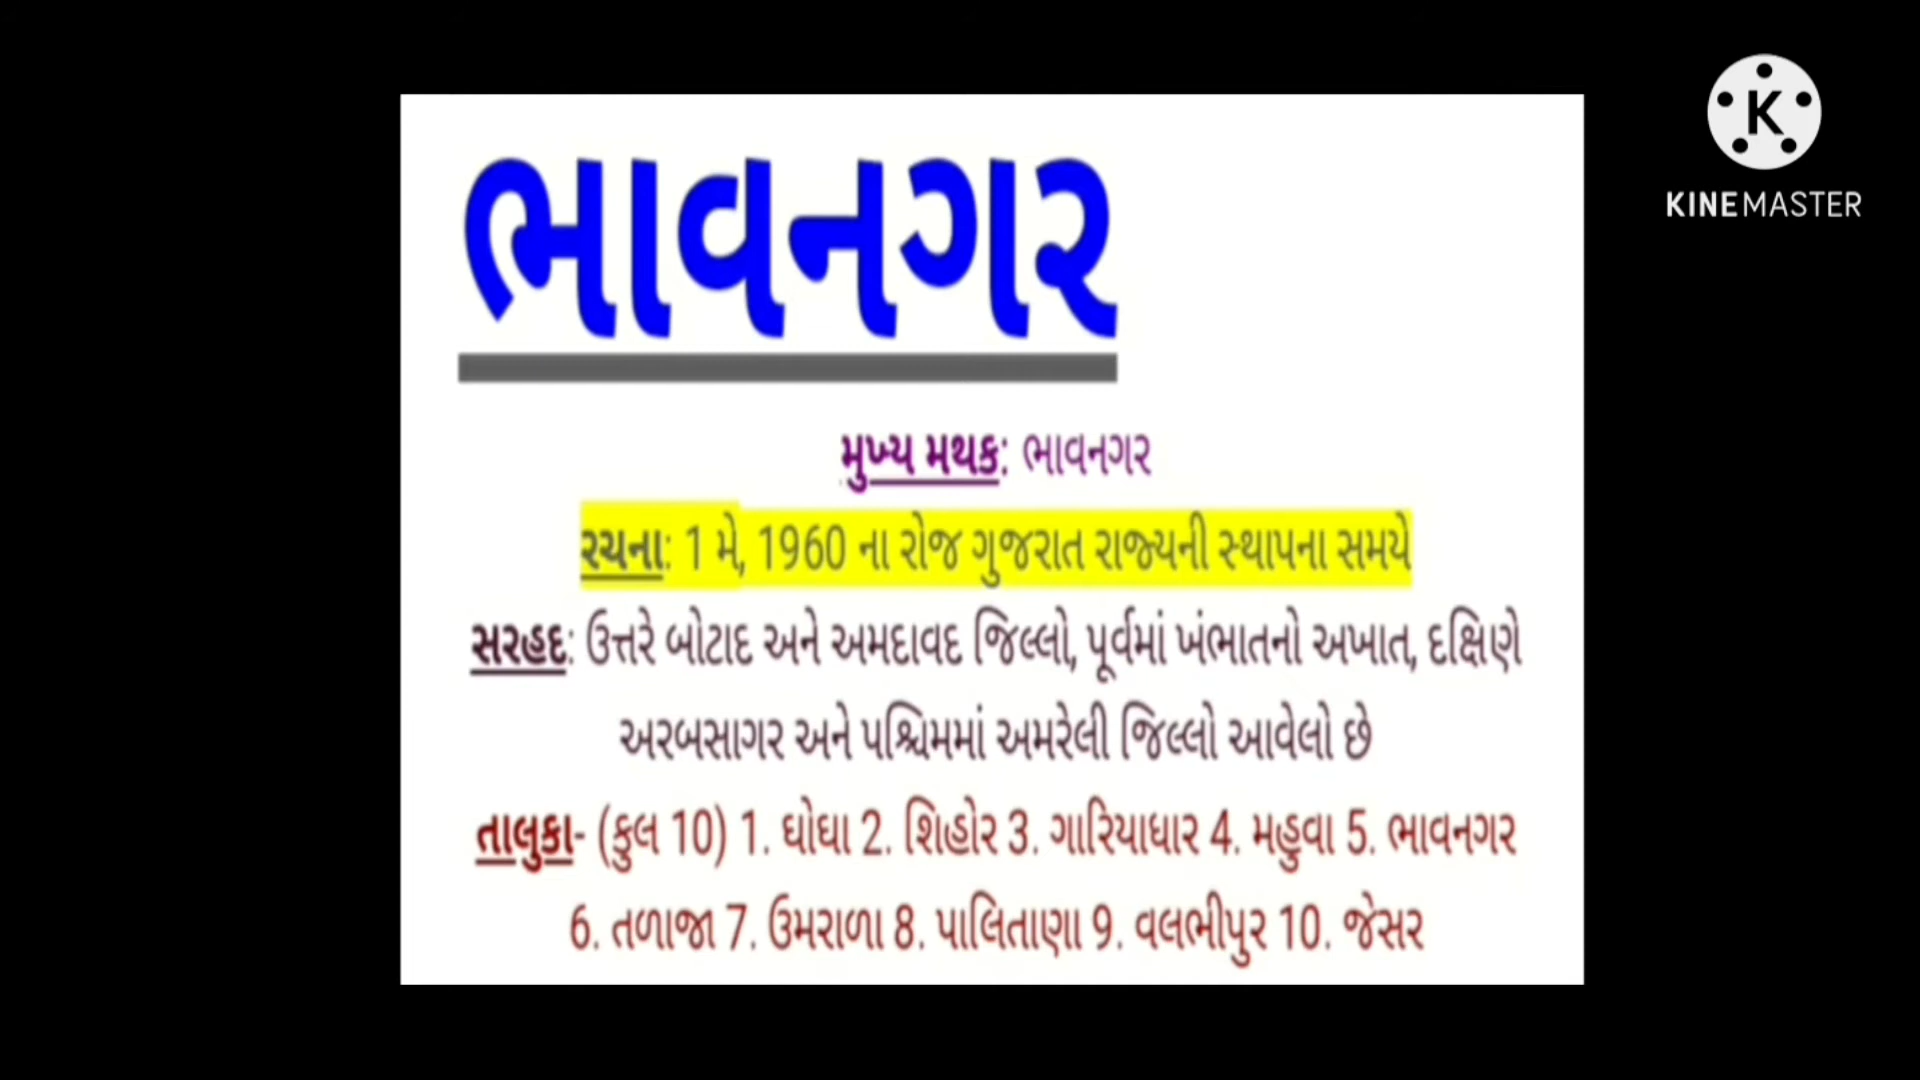 ભાવનગર
KINEMASTER
મુખ્ય મથક: ભાવનગર
રચના: 1 મે, 1960 ના રોજ ગુજરાત રાજ્યની સ્થાપના સમયે
સરહદ: ઉત્તરે બોટાદ અને અમદાવદ જિલ્લો, પૂર્વમાં ખંભાતનો અખાત, દક્ષિણે
અરબસાગર અને પશ્ચિમમાં અમરેલી જિલ્લો આવેલો છે
તાલુકા- (કુલ 10) 1. ઘોઘા 2. શિહોર 3. ગારિયાધાર 4. મહુવા 5. ભાવનગર
6. તળાજા 7. ઉમરાળા 8. પાલિતાણા 9. વલભીપુર 10. જેસર